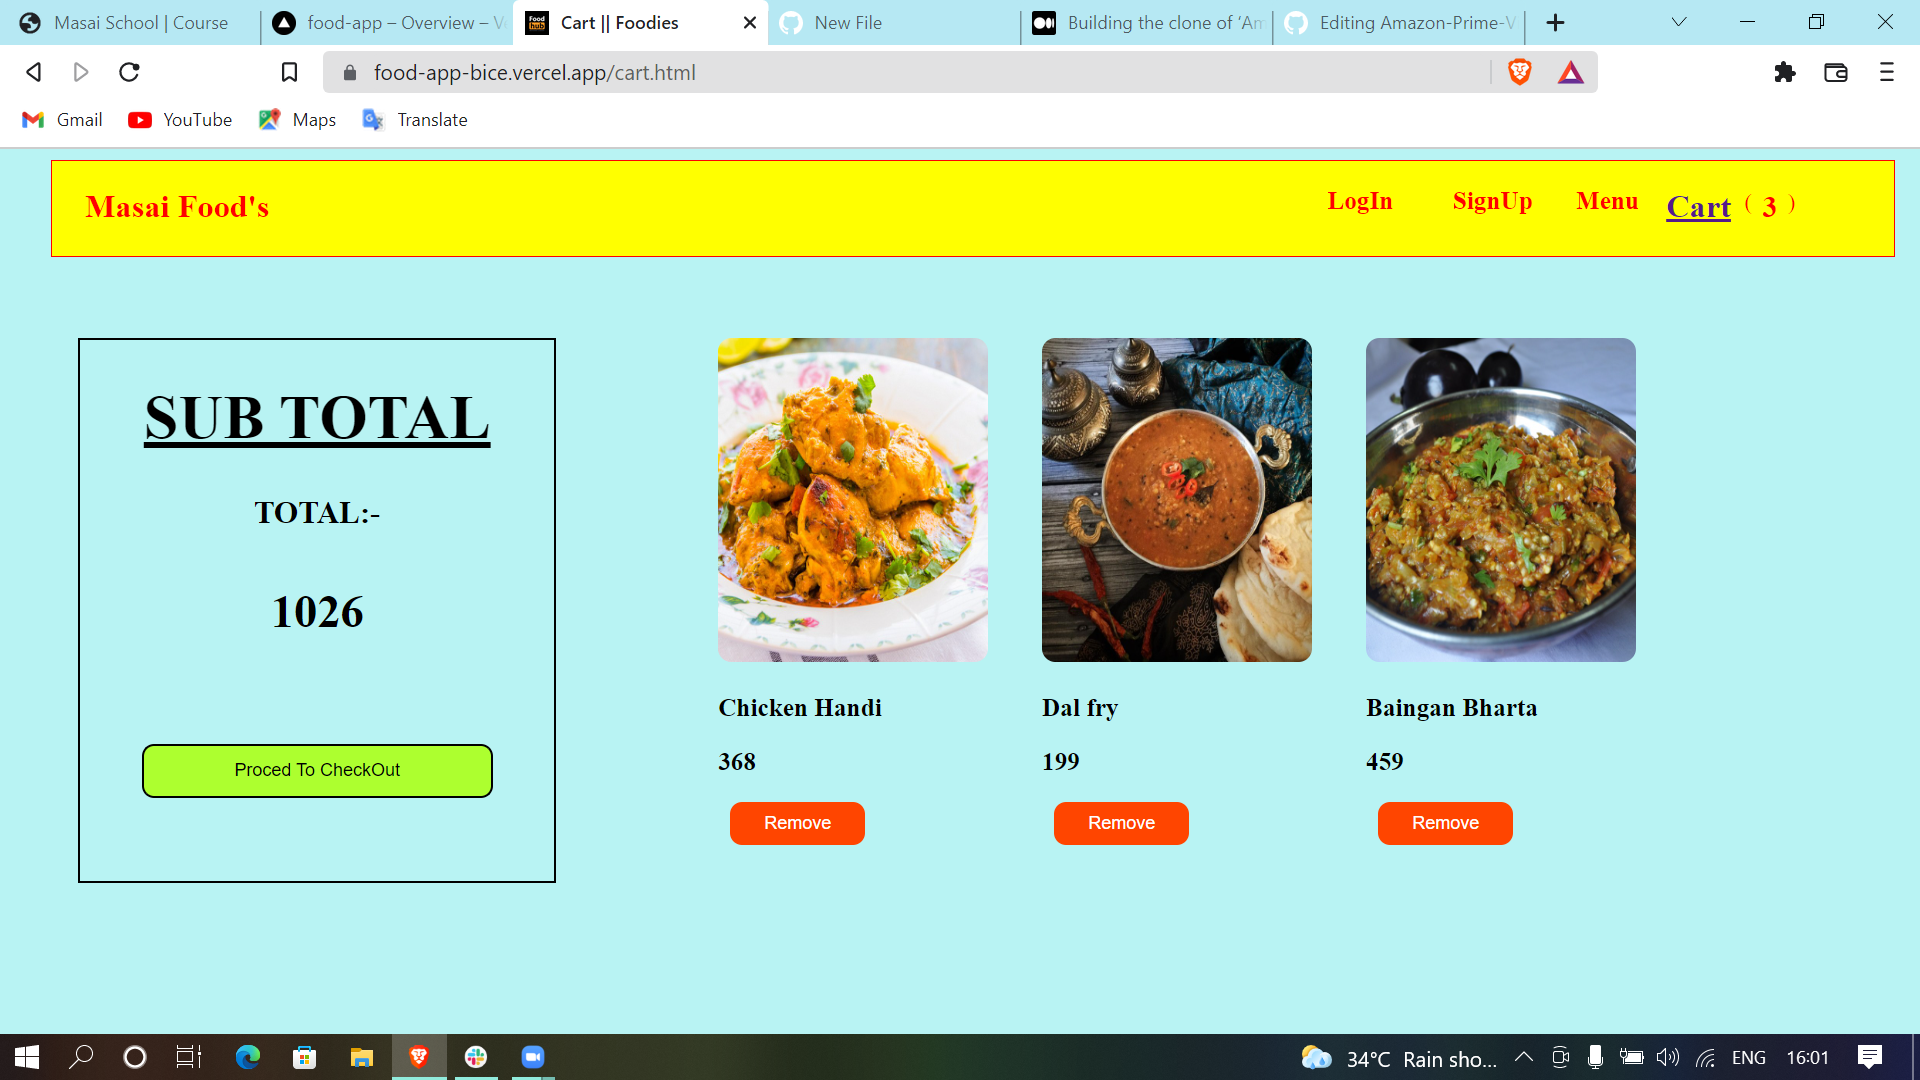 Masai School | Course
food-app – Overview – V
Food hub
Cart || Foodies
New File
Building the clone of ‘Am
Editing Amazon-Prime-V
food-app-bice.vercel.app/cart.html
Gmail
YouTube
Maps
Translate
Masai Food's
LogIn
SignUp
Menu
Cart ( 3 )
SUB TOTAL
TOTAL:-
1026
Proced To CheckOut
Chicken Handi
368
Remove
Dal fry
199
Remove
Baingan Bharta
459
Remove
34°C Rain sho...
ENG
16:01